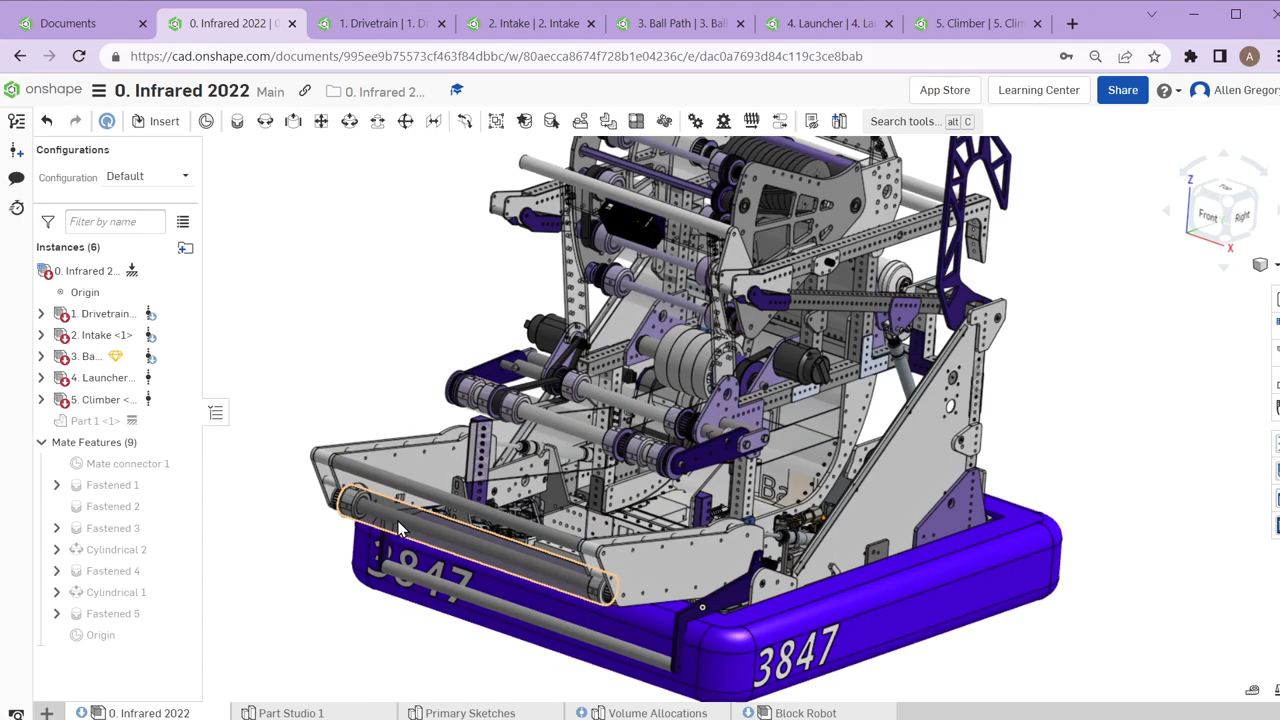 Documents
0. Infrared 2022 | 0
1. Drivetrain | 1. D
2. Intake | 2. Intake
3. Ball Path | 3. Bal
4. Launcher | 4. La
5. Climber | 5. Clim
https://cad.onshape.com/documents/995ee9b75573cf463f84dbbc/w/80aecca8674f728b1e04236c/e/dac0a7693d84c119c3ce8bab
A
onshape
0. Infrared 2022
Main
0. Infrared 2...
App Store
Learning Center
Share
Allen Gregory
Insert
Search tools...
alt
C
Configurations
Configuration
Default
Filter by name
Instances (6)
0. Infrared 2...
Origin
1. Drivetrain...
2. Intake <1>
3. Ba...
4. Launcher...
5. Climber <...
Part 1 <1>
Mate Features (9)
Mate connector 1
Fastened 1
Fastened 2
Fastened 3
Cylindrical 2
Fastened 4
Cylindrical 1
Fastened 5
Origin
Z
Top
Front
Right
X
3847
3847
0. Infrared 2022
Part Studio 1
Primary Sketches
Volume Allocations
Block Robot